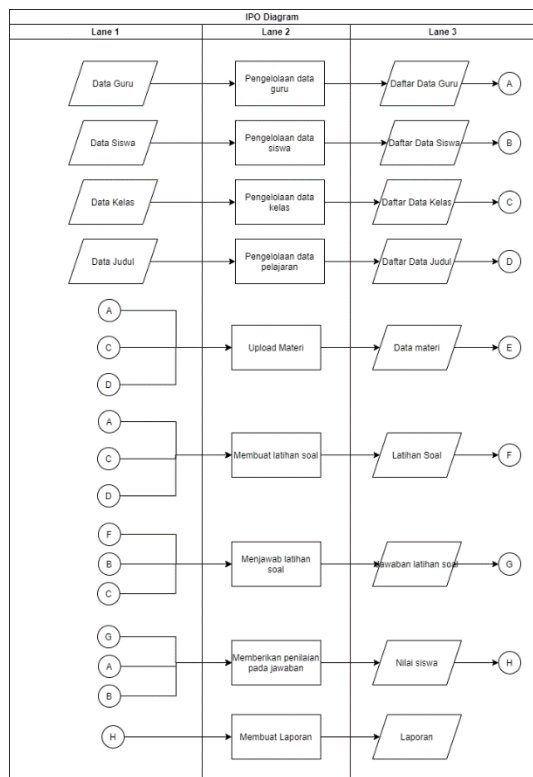 IPO Diagram
Lane 1 Lane 2 Lane 3
Data Guru
Pengelolaan data
guru
Daftar Data Guru
A
Data Siswa
Pengelolaan data
siswa
Daftar Data Siswa
B
Data Kelas
Pengelolaan data
kelas
Daftar Data Kelas
C
Data Judul
Pengelolaan data
pelajaran
Daftar Data Judul
D
A
C
D
Upload Materi
Data materi
E
A
C
D
Membuat latihan soal
Latihan Soal
F
F
B
C
Menjawab latihan
soal
Jawaban latihan soal
G
G
A
B
Memberikan penilaian
pada jawaban
Nilai siswa
H
H
Membuat Laporan
Laporan